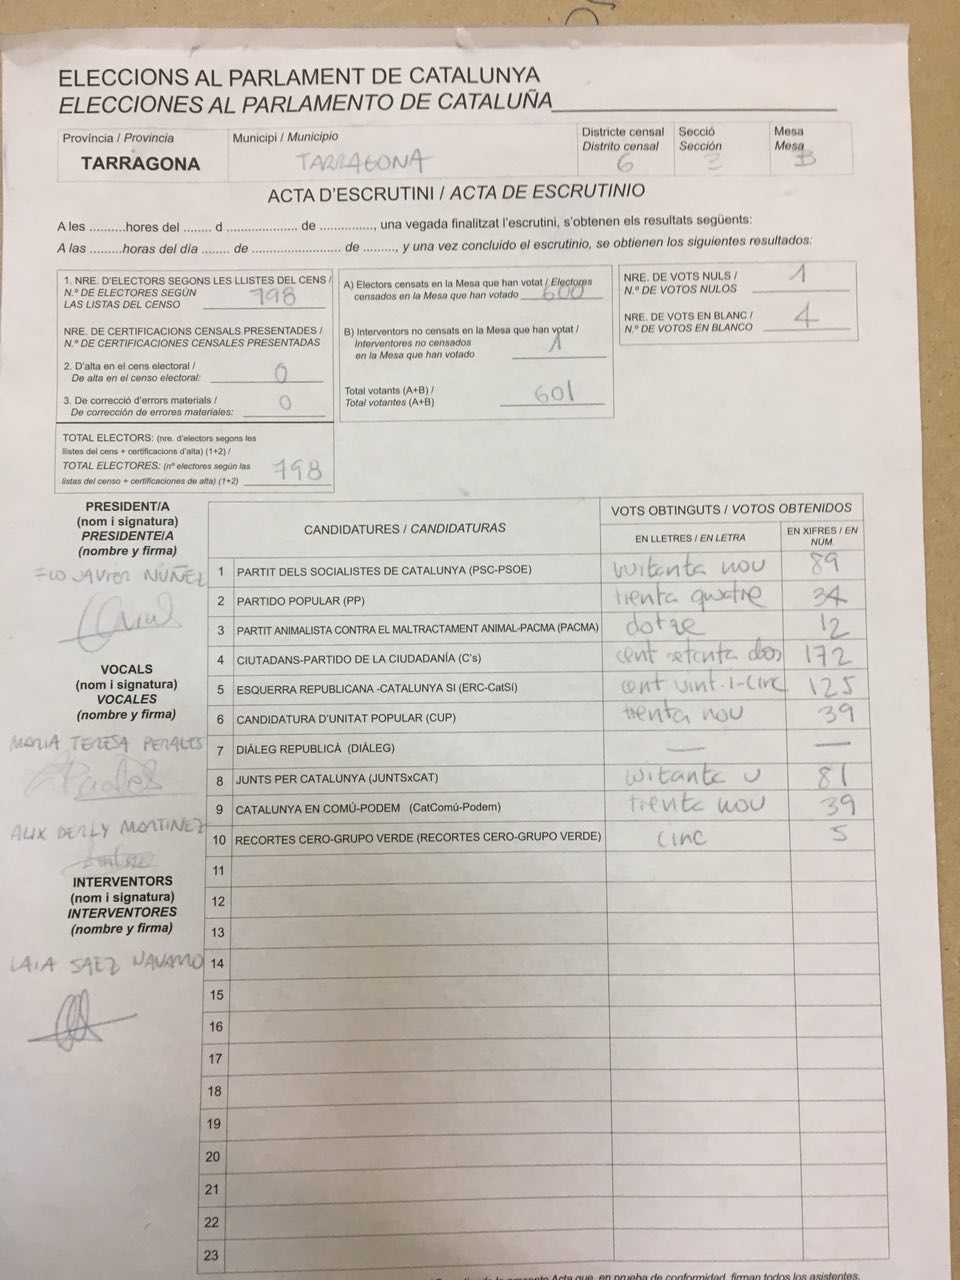 ELECCIONS AL PARLAMENT DE CATALUNYA
ELECCIONES AL PARLAMENTO DE CATALUÑA
Província / Provincia
TARRAGONA
Municipi / Municipio
TARRAGONA
Districte censal
Distrito censal
6
Secció
Sección
Mesa
Mesa
B
ACTA D'ESCRUTINI / ACTA DE ESCRUTINIO
A les ..........hores del ........ d .................... de ..............., una vegada finalitzat l'escrutini, s'obtenen els resultats següents:
A las ..........horas del día ...... de ......................... de ........., y una vez concluido el escrutinio, se obtienen los siguientes resultados:
1. NRE. D'ELECTORS SEGONS LES LLISTES DEL CENS /
N.º DE ELECTORES SEGÚN
LAS LISTAS DEL CENSO
798
NRE. DE CERTIFICACIONS CENSALS PRESENTADES /
N.º DE CERTIFICACIONES CENSALES PRESENTADAS
2. D'alta en el cens electoral /
De alta en el censo electoral:
0
3. De correcció d'errors materials /
De corrección de errores materiales:
0
TOTAL ELECTORS: (nre. d'electors segons les
llistes del cens + certificacions d'alta) (1+2) /
TOTAL ELECTORES: (nº electores según las
listas del censo + certificaciones de alta) (1+2)
798
A) Electors censats en la Mesa que han votat / Electores
censados en la Mesa que han votado
600
B) Interventors no censats en la Mesa que han votat /
Interventores no censados
en la Mesa que han votado
1
Total votants (A+B) /
Total votantes (A+B)
601
NRE. DE VOTS NULS /
N.º DE VOTOS NULOS
1
NRE. DE VOTS EN BLANC /
N.º DE VOTOS EN BLANCO
4
PRESIDENT/A
(nom i signatura)
PRESIDENTE/A
(nombre y firma)
FCO JAVIER NÚÑEZ
VOCALS
(nom i signatura)
VOCALES
(nombre y firma)
MARIA TERESA PERALES
ALIX DERLY MARTINEZ
INTERVENTORS
(nom i signatura)
INTERVENTORES
(nombre y firma)
LAIA SAEZ NAVARRO
CANDIDATURES / CANDIDATURAS
VOTS OBTINGUTS / VOTOS OBTENIDOS
EN LLETRES / EN LETRA
EN XIFRES / EN
NÚM.
1 PARTIT DELS SOCIALISTES DE CATALUNYA (PSC-PSOE) vuitanta nou 89
2 PARTIDO POPULAR (PP) trenta quatre 34
3 PARTIT ANIMALISTA CONTRA EL MALTRACTAMENT ANIMAL-PACMA (PACMA) dotze 12
4 CIUTADANS-PARTIDO DE LA CIUDADANÍA (C's) cent setanta dos 172
5 ESQUERRA REPUBLICANA -CATALUNYA SI (ERC-CatSí) cent vint-i-cinc 125
6 CANDIDATURA D'UNITAT POPULAR (CUP) trenta nou 39
7 DIÀLEG REPUBLICÀ (DIÀLEG) — —
8 JUNTS PER CATALUNYA (JUNTSxCAT) vuitanta u 81
9 CATALUNYA EN COMÚ-PODEM (CatComú-Podem) trenta nou 39
10 RECORTES CERO-GRUPO VERDE (RECORTES CERO-GRUPO VERDE) cinc 5
11
12
13
14
15
16
17
18
19
20
21
22
23
la presente Acta que, en prueba de conformidad, firman todos los asistentes.